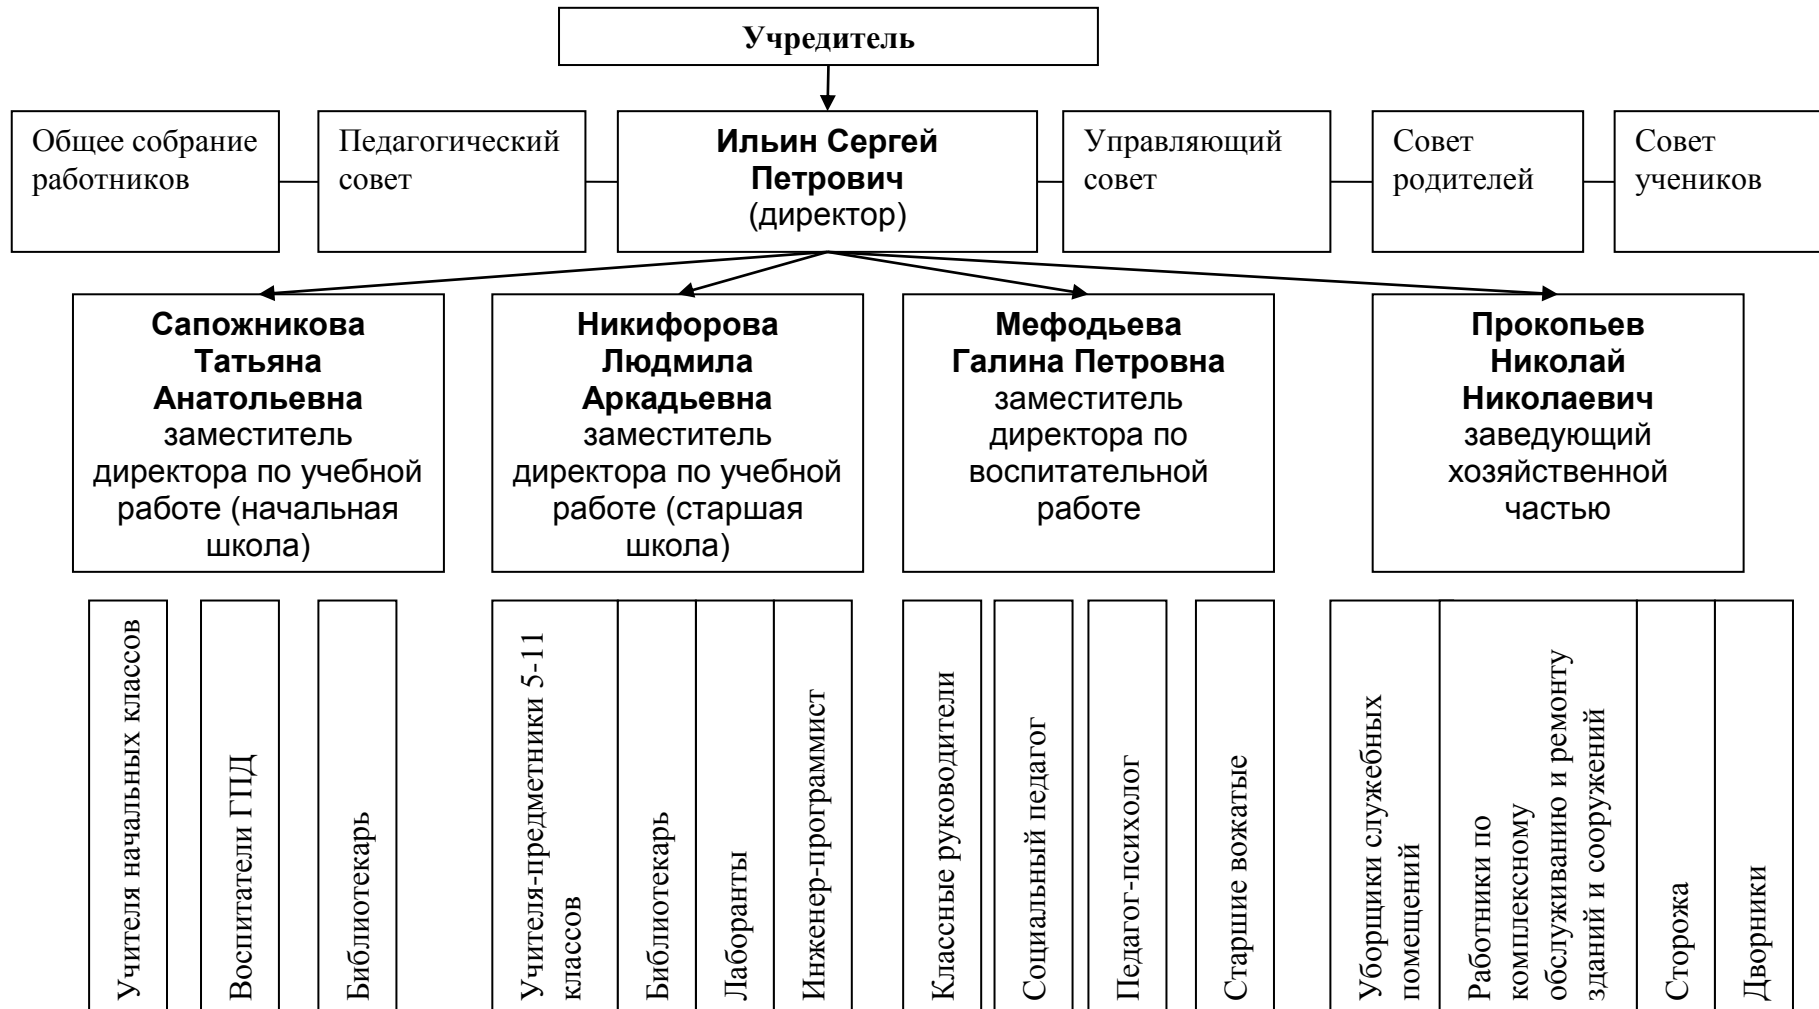 Учредитель
Общее собрание
работников
Педагогический
совет
Ильин Сергей
Петрович
(директор)
Управляющий
совет
Совет
родителей
Совет
учеников
Сапожникова
Татьяна
Анатольевна
заместитель
директора по учебной
работе (начальная
школа)
Никифорова
Людмила
Аркадьевна
заместитель
директора по учебной
работе (старшая
школа)
Мефодьева
Галина Петровна
заместитель
директора по
воспитательной
работе
Прокопьев
Николай
Николаевич
заведующий
хозяйственной
частью
Учителя начальных классов
Воспитатели ГПД
Библиотекарь
Учителя-предметники 5-11
классов
Библиотекарь
Лаборанты
Инженер-программист
Классные руководители
Социальный педагог
Педагог-психолог
Старшие вожатые
Уборщики служебных
помещений
Работники по
комплексному
обслуживанию и ремонту
зданий и сооружений
Сторожа
Дворники